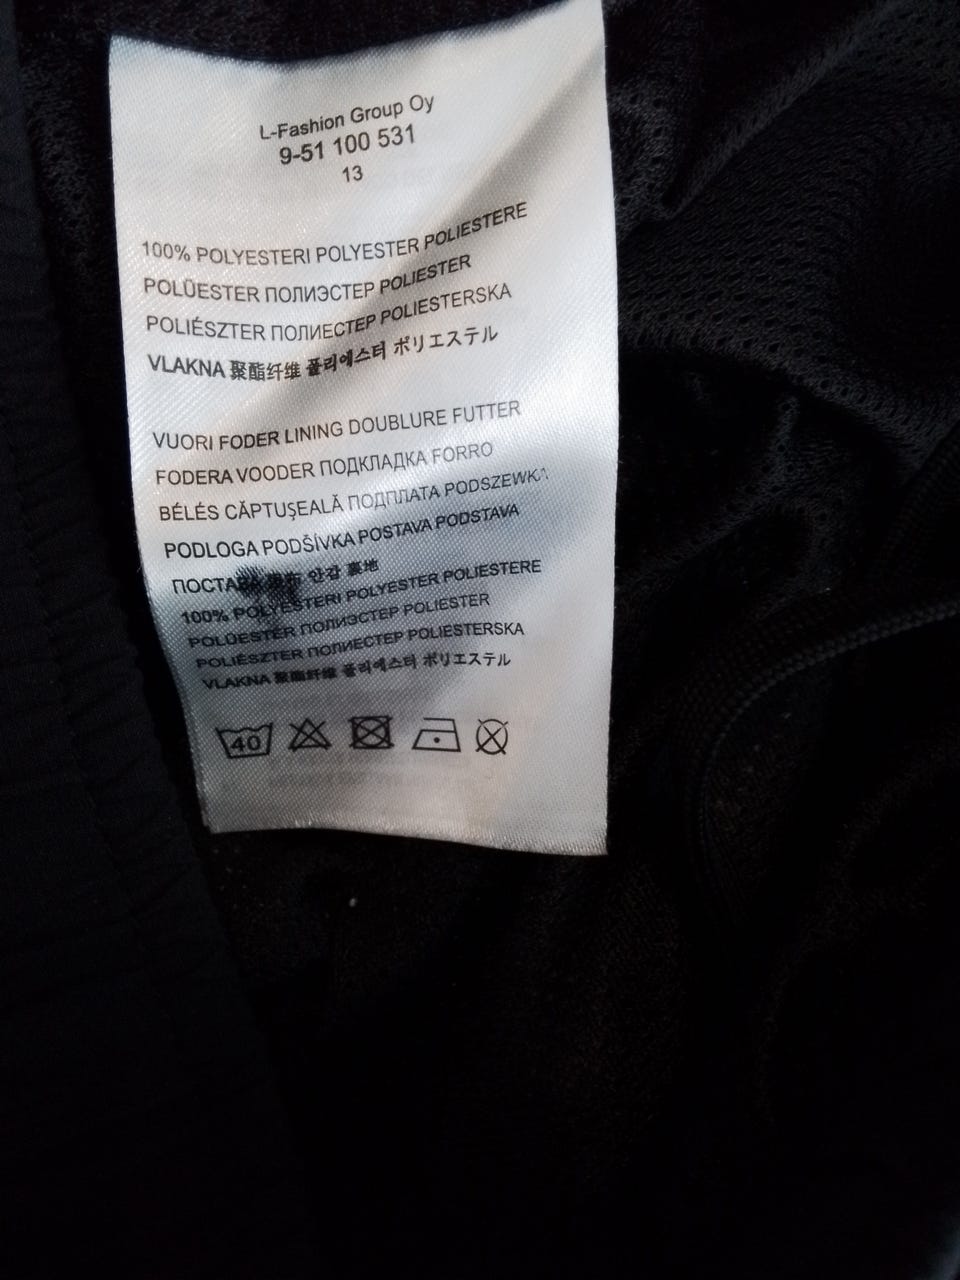 L-Fashion Group Oy
9-51 100 531
13
100% POLYESTERI POLYESTER POLIESTERE
POLÜESTER ПОЛИЭСТЕР POLIESTER
POLIÉSZTER ПОЛИЕСТЕР POLIESTERSKA
VLAKNA 聚酯纤维 폴리에스터 ポリエステル
VUORI FODER LINING DOUBLURE FUTTER
FODERA VOODER ПОДКЛАДКА FORRO
BÉLÉS CĂPTUŞEALĂ ПОДПЛАТА PODSZEWKA
PODLOGA PODŠÍVKA POSTAVA PODSTAVA
ПОСТАВА 안감 裏地
100% POLYESTERI POLYESTER POLIESTERE
POLÜESTER ПОЛИЭСТЕР POLIESTER
POLIÉSZTER ПОЛИЕСТЕР POLIESTERSKA
VLAKNA 聚酯纤维 폴리에스터 ポリエステル
40